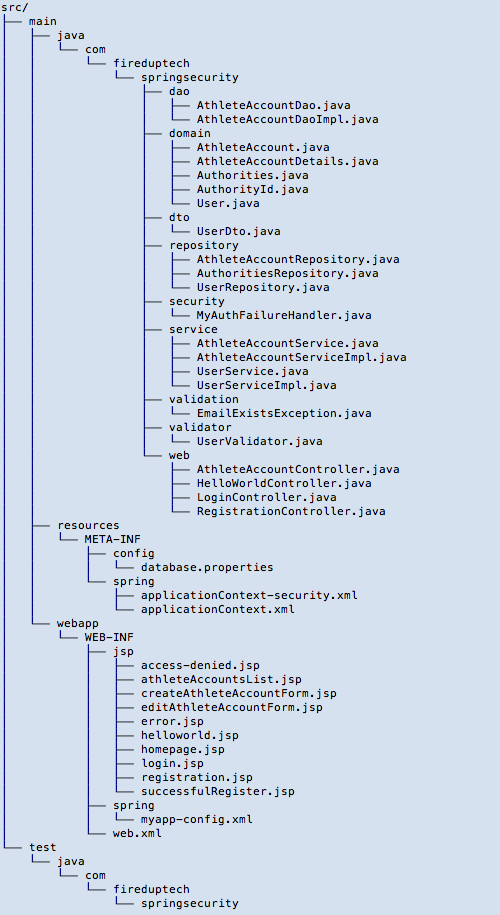 src/
├── main
│   ├── java
│   │   └── com
│   │       └── fireduptech
│   │           └── springsecurity
│   │               ├── dao
│   │               │   ├── AthleteAccountDao.java
│   │               │   └── AthleteAccountDaoImpl.java
│   │               ├── domain
│   │               │   ├── AthleteAccount.java
│   │               │   ├── AthleteAccountDetails.java
│   │               │   ├── Authorities.java
│   │               │   ├── AuthorityId.java
│   │               │   └── User.java
│   │               ├── dto
│   │               │   └── UserDto.java
│   │               ├── repository
│   │               │   ├── AthleteAccountRepository.java
│   │               │   ├── AuthoritiesRepository.java
│   │               │   └── UserRepository.java
│   │               ├── security
│   │               │   └── MyAuthFailureHandler.java
│   │               ├── service
│   │               │   ├── AthleteAccountService.java
│   │               │   ├── AthleteAccountServiceImpl.java
│   │               │   ├── UserService.java
│   │               │   └── UserServiceImpl.java
│   │               ├── validation
│   │               │   └── EmailExistsException.java
│   │               ├── validator
│   │               │   └── UserValidator.java
│   │               └── web
│   │                   ├── AthleteAccountController.java
│   │                   ├── HelloWorldController.java
│   │                   ├── LoginController.java
│   │                   └── RegistrationController.java
│   ├── resources
│   │   └── META-INF
│   │       ├── config
│   │       │   └── database.properties
│   │       └── spring
│   │           ├── applicationContext-security.xml
│   │           └── applicationContext.xml
│   └── webapp
│       └── WEB-INF
│           ├── jsp
│           │   ├── access-denied.jsp
│           │   ├── athleteAccountsList.jsp
│           │   ├── createAthleteAccountForm.jsp
│           │   ├── editAthleteAccountForm.jsp
│           │   ├── error.jsp
│           │   ├── helloworld.jsp
│           │   ├── homepage.jsp
│           │   ├── login.jsp
│           │   ├── registration.jsp
│           │   └── successfulRegister.jsp
│           ├── spring
│           │   └── myapp-config.xml
│           └── web.xml
└── test
    └── java
        └── com
            └── fireduptech
                └── springsecurity